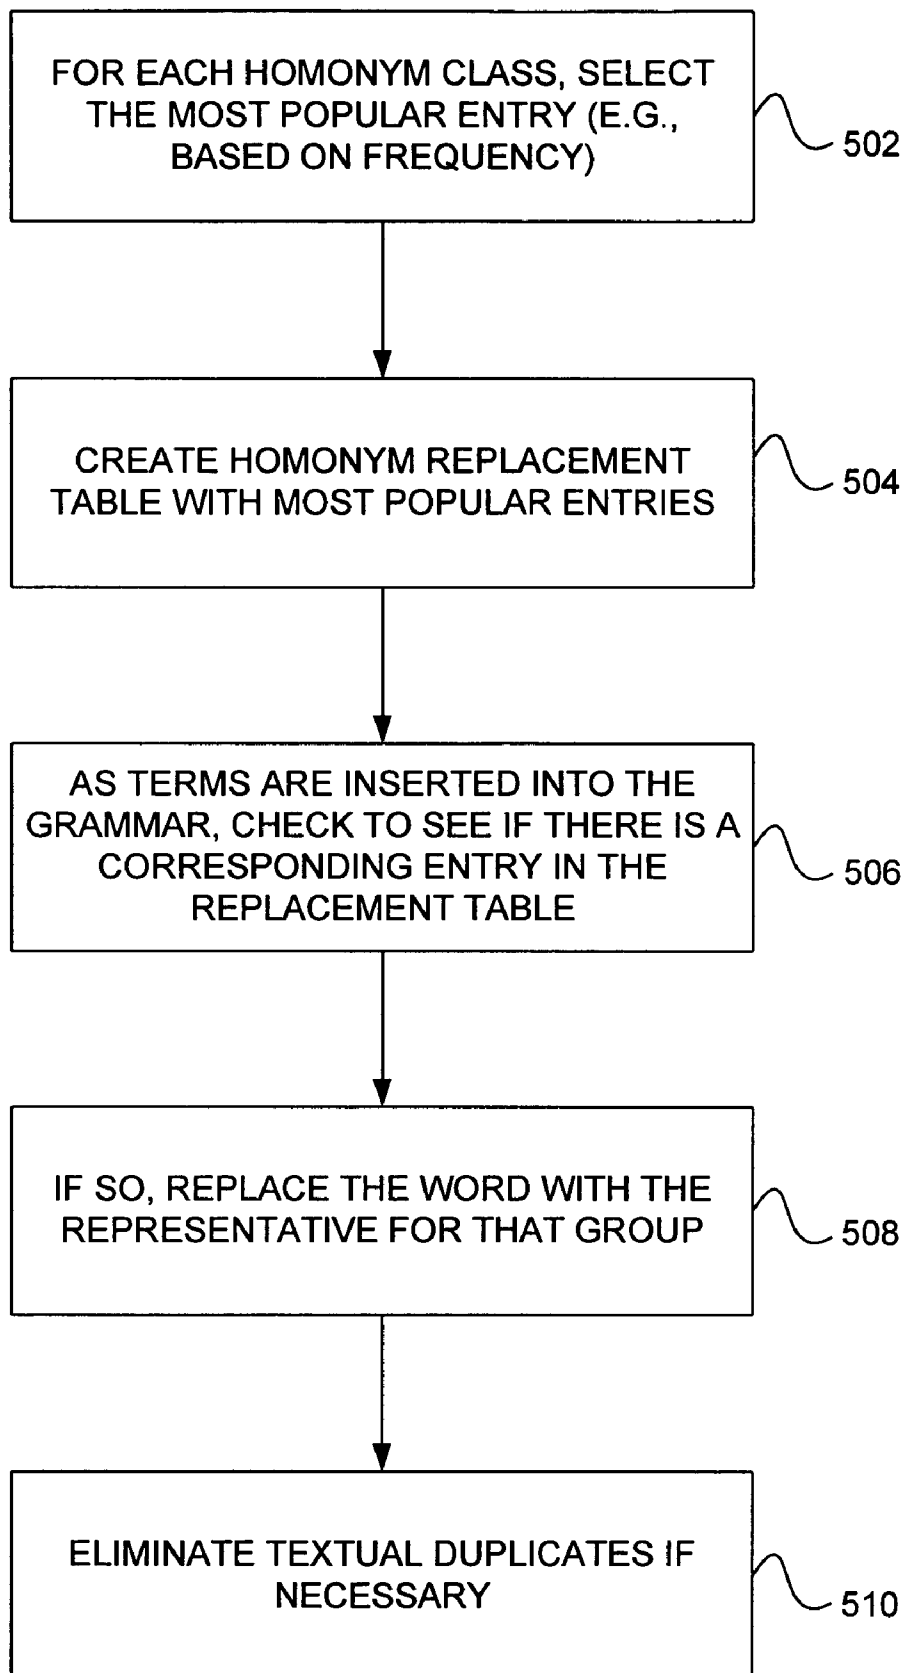 FOR EACH HOMONYM CLASS, SELECT
THE MOST POPULAR ENTRY (E.G.,
BASED ON FREQUENCY)
502
CREATE HOMONYM REPLACEMENT
TABLE WITH MOST POPULAR ENTRIES
504
AS TERMS ARE INSERTED INTO THE
GRAMMAR, CHECK TO SEE IF THERE IS A
CORRESPONDING ENTRY IN THE
REPLACEMENT TABLE
506
IF SO, REPLACE THE WORD WITH THE
REPRESENTATIVE FOR THAT GROUP
508
ELIMINATE TEXTUAL DUPLICATES IF
NECESSARY
510